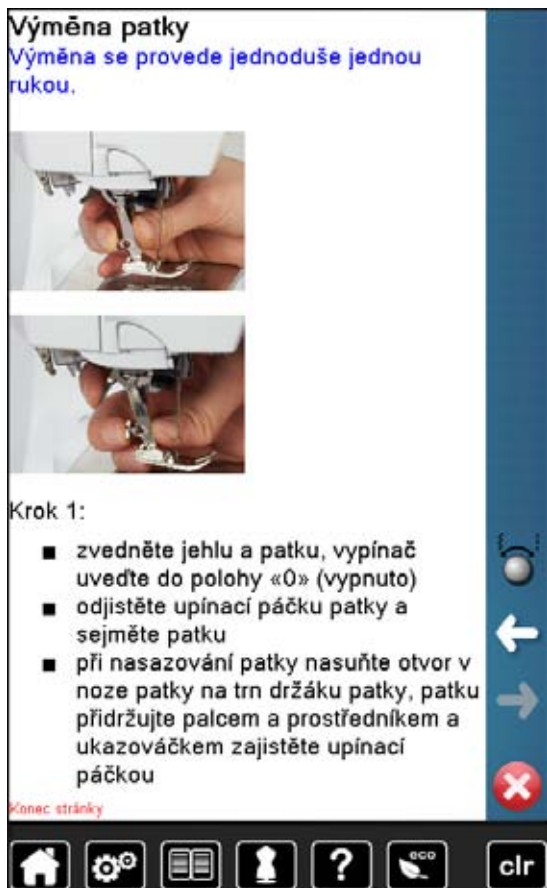 Výměna patky
Výměna se provede jednoduše jednou
rukou.
Krok 1:
■ zvedněte jehlu a patku, vypínač
uveďte do polohy «0» (vypnuto)
■ odjistěte upínací páčku patky a
sejměte patku
■ při nasazování patky nasuňte otvor v
noze patky na trn držáku patky, patku
přidržujte palcem a prostředníkem a
ukazováčkem zajistěte upínací
páčkou
Konec stránky
?
eco
clr